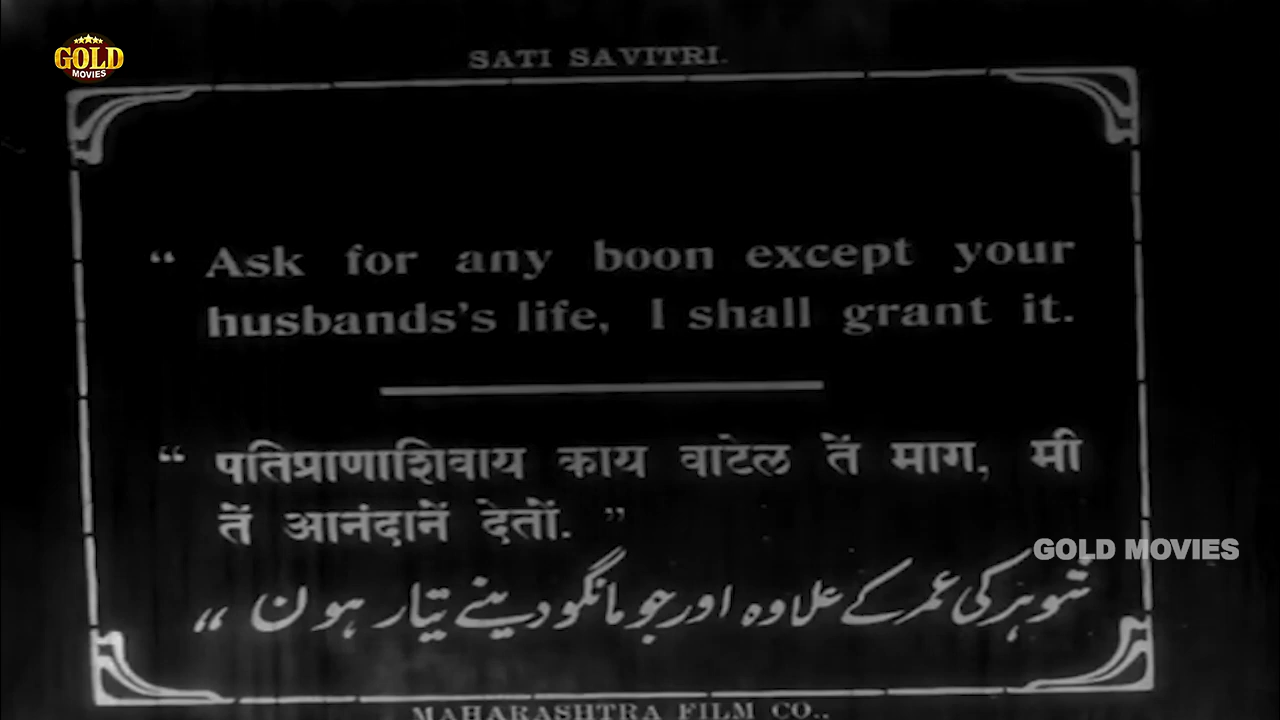 GOLD
MOVIES
SATI SAVITRI.
“ Ask for any boon except your
husbands's life, I shall grant it.
“ पतिप्राणाशिवाय काय वाटेल तें माग, मी
तें आनंदानें देतों. ”
GOLD MOVIES
شوہر کی عمر کے علاوہ اور جو مانگو دینے تیار ہون „
MAHARASHTRA FILM CO..